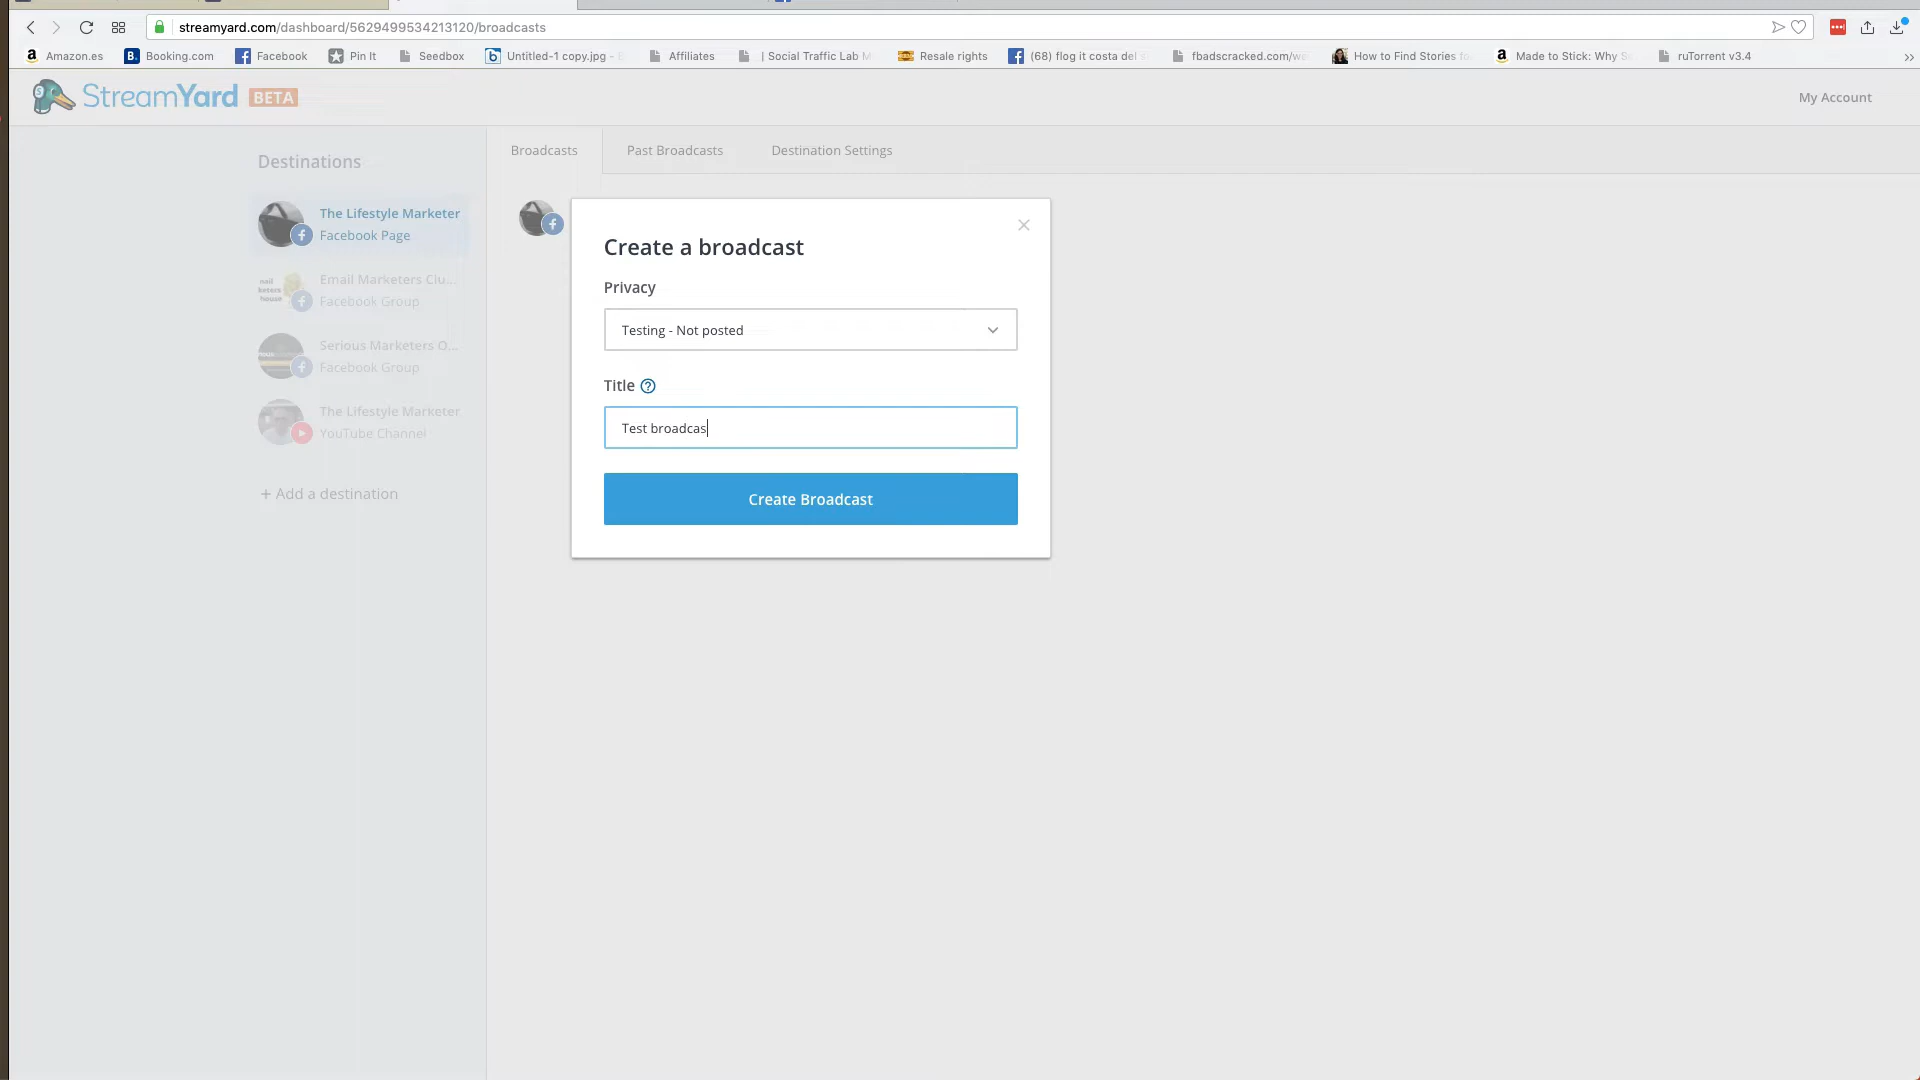 streamyard.com/dashboard/5629499534213120/broadcasts
Amazon.es
Booking.com
Facebook
Pin It
Seedbox
Untitled-1 copy.jpg -
Affiliates
| Social Traffic Lab M
Resale rights
(68) flog it costa del s
fbadscracked.com/we
How to Find Stories fo
Made to Stick: Why S
ruTorrent v3.4
StreamYard BETA
My Account
Destinations
Broadcasts
Past Broadcasts
Destination Settings
The Lifestyle Marketer
Facebook Page
Email Marketers Clu...
Facebook Group
Serious Marketers O...
Facebook Group
The Lifestyle Marketer
YouTube Channel
+ Add a destination
Create a broadcast
Privacy
Testing - Not posted
Title
Test broadcas
Create Broadcast